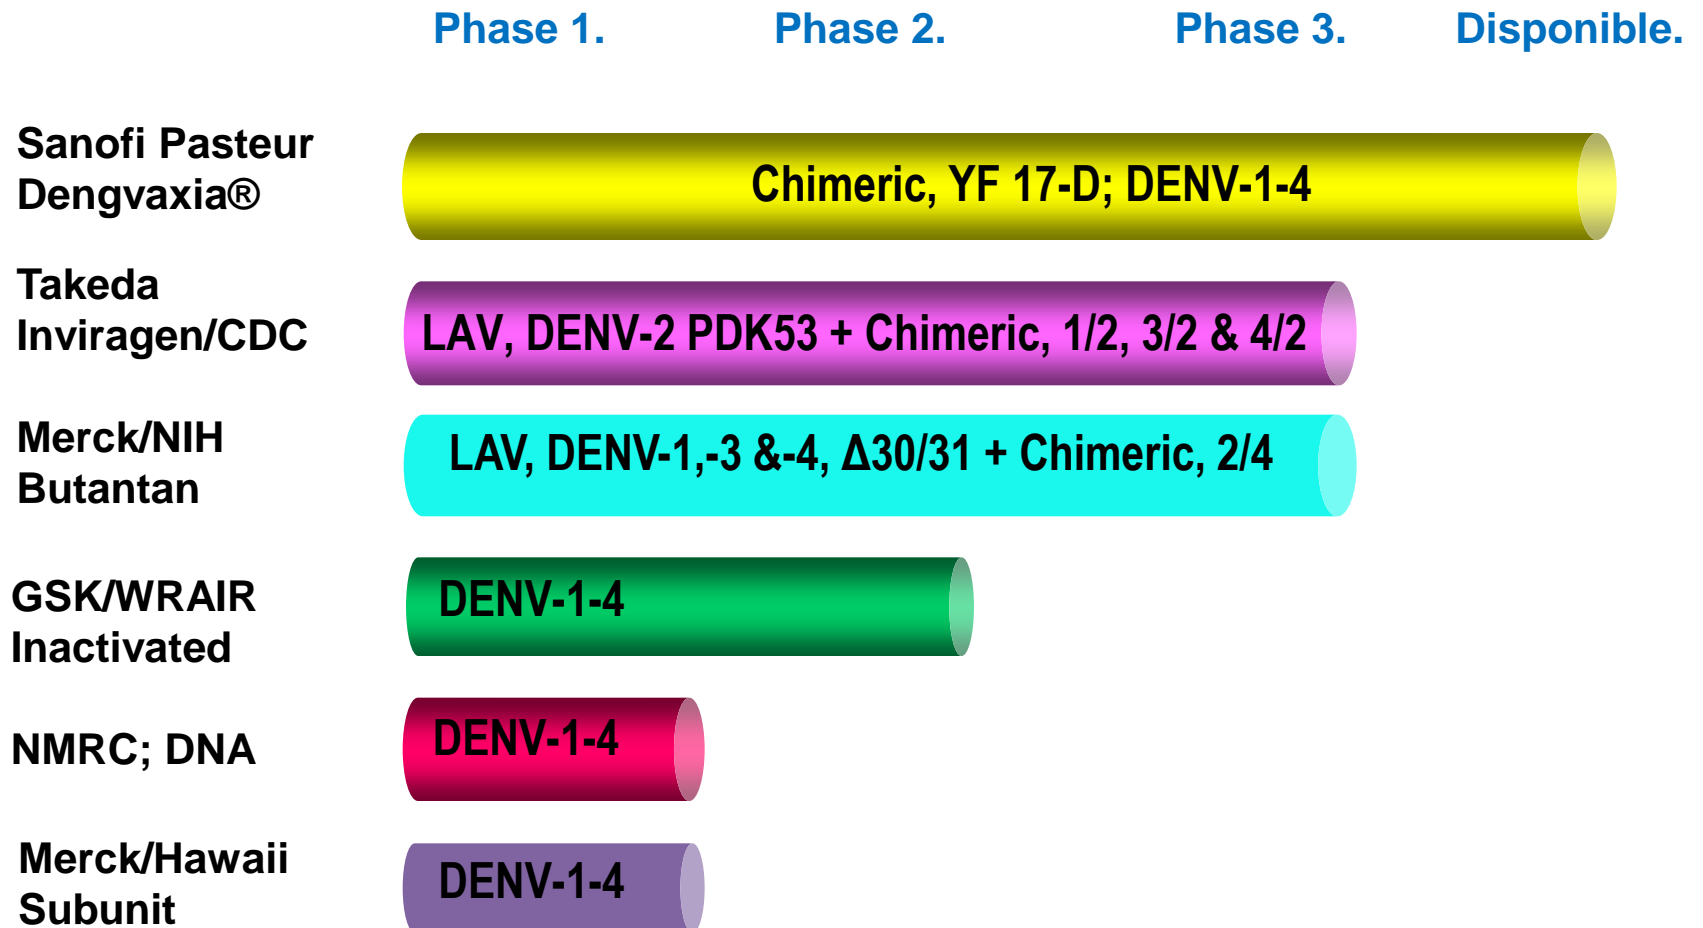 Phase 1. Phase 2. Phase 3. Disponible.
Sanofi Pasteur
Dengvaxia®
Chimeric, YF 17-D; DENV-1-4
Takeda
Inviragen/CDC
LAV, DENV-2 PDK53 + Chimeric, 1/2, 3/2 & 4/2
Merck/NIH
Butantan
LAV, DENV-1,-3 &-4, Δ30/31 + Chimeric, 2/4
GSK/WRAIR
Inactivated
DENV-1-4
NMRC; DNA
DENV-1-4
Merck/Hawaii
Subunit
DENV-1-4